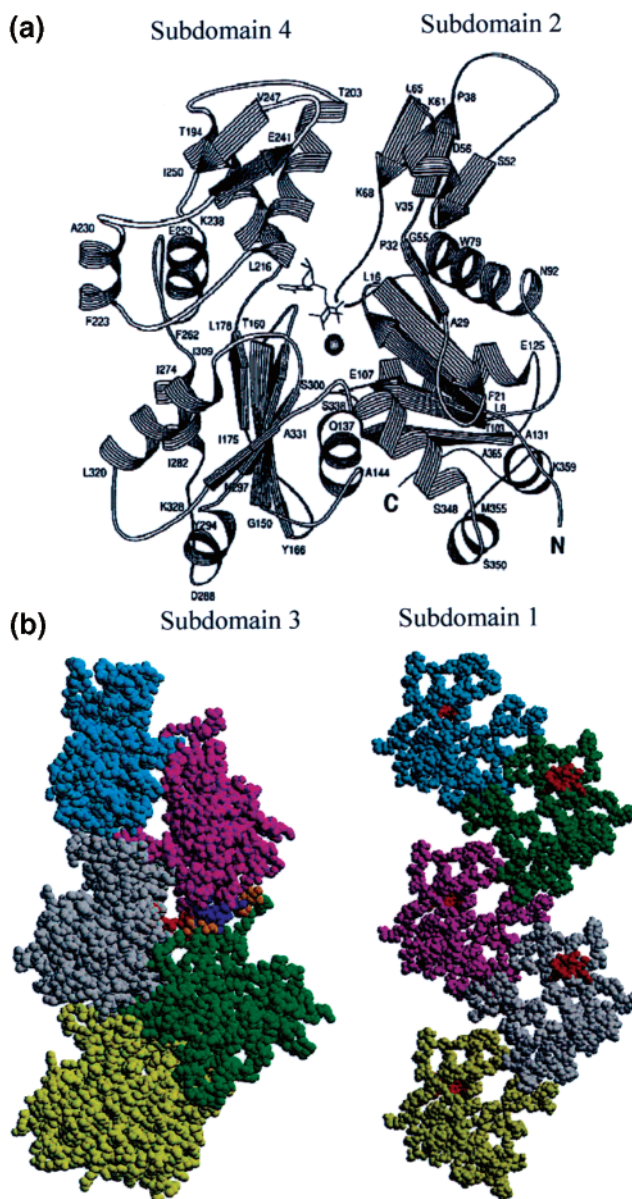 (a)
Subdomain 4
Subdomain 2
T203
V247
L65
K61
P38
T194
E241
D56
S52
I250
K68
V35
K238
A230
E253
P32
G55
W79
L216
L16
N92
F223
A29
F262
L178
T160
E125
I309
E107
I274
S300
F21
S338
L8
T103
A331
Q137
A131
I175
A365
K359
L320
I282
A144
C
K328
N297
S348
M355
Y294
G150
N
Y166
S350
D288
(b)
Subdomain 3
Subdomain 1